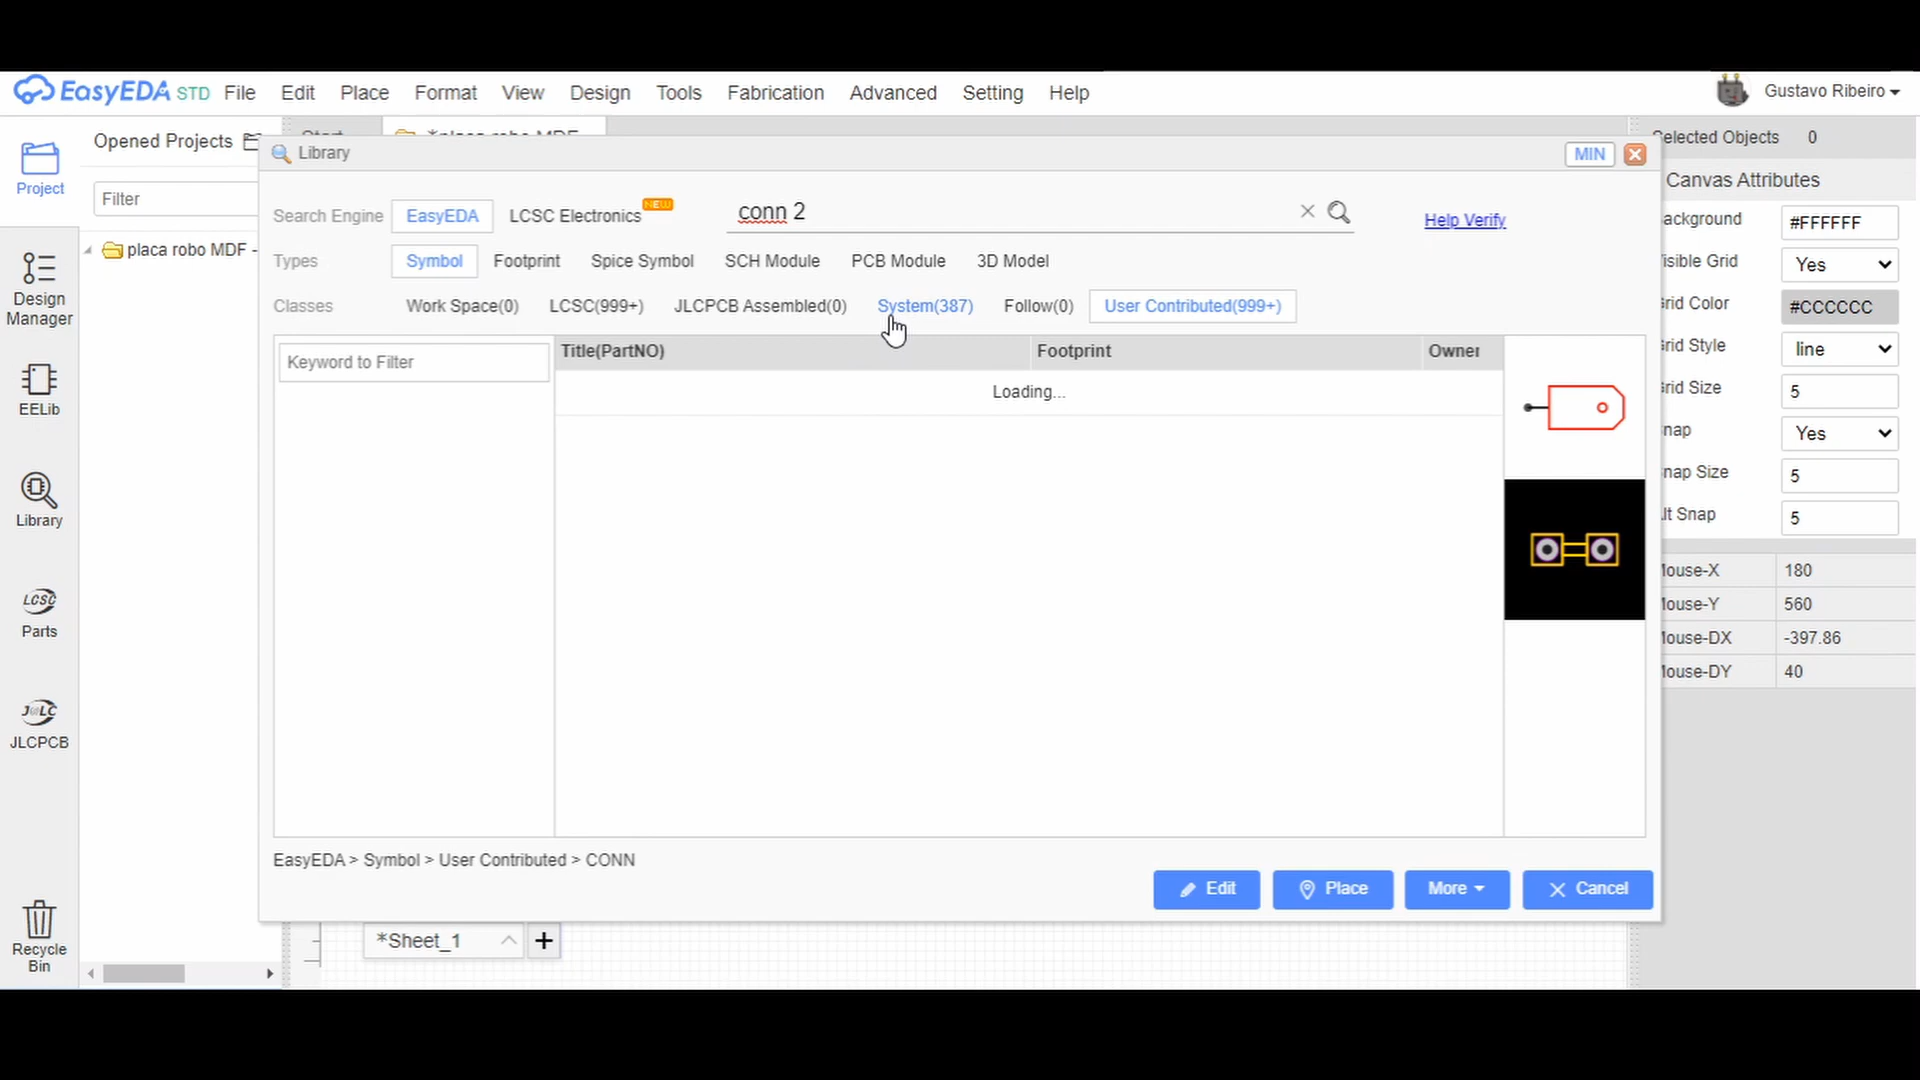 EasyEDA STD File Edit Place Format View Design Tools Fabrication Advanced Setting Help Gustavo Ribeiro
Opened Projects
Project
Filter
placa robo MDF -
Design
Manager
EELib
Library
LCSC
Parts
JLCPCB
Recycle
Bin
Library MIN
Search Engine EasyEDA LCSC Electronics NEW conn 2 Help Verify
Types Symbol Footprint Spice Symbol SCH Module PCB Module 3D Model
Classes Work Space(0) LCSC(999+) JLCPCB Assembled(0) System(387) Follow(0) User Contributed(999+)
Keyword to Filter
Title(PartNO) Footprint Owner
Loading...
EasyEDA > Symbol > User Contributed > CONN
Edit Place More Cancel
*Sheet_1 +
Selected Objects 0
Canvas Attributes
ackground #FFFFFF
isible Grid Yes
rid Color #CCCCCC
rid Style line
rid Size 5
nap Yes
nap Size 5
lt Snap 5
ouse-X 180
ouse-Y 560
ouse-DX -397.86
ouse-DY 40